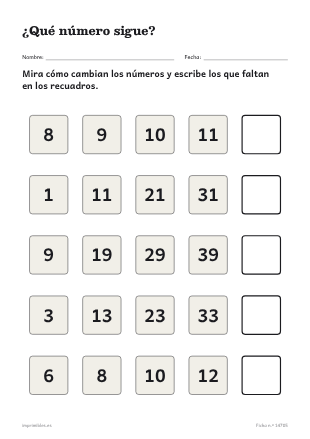 ¿Qué número sigue?
Nombre: Fecha:
Mira cómo cambian los números y escribe los que faltan
en los recuadros.
8 9 10 11
1 11 21 31
9 19 29 39
3 13 23 33
6 8 10 12